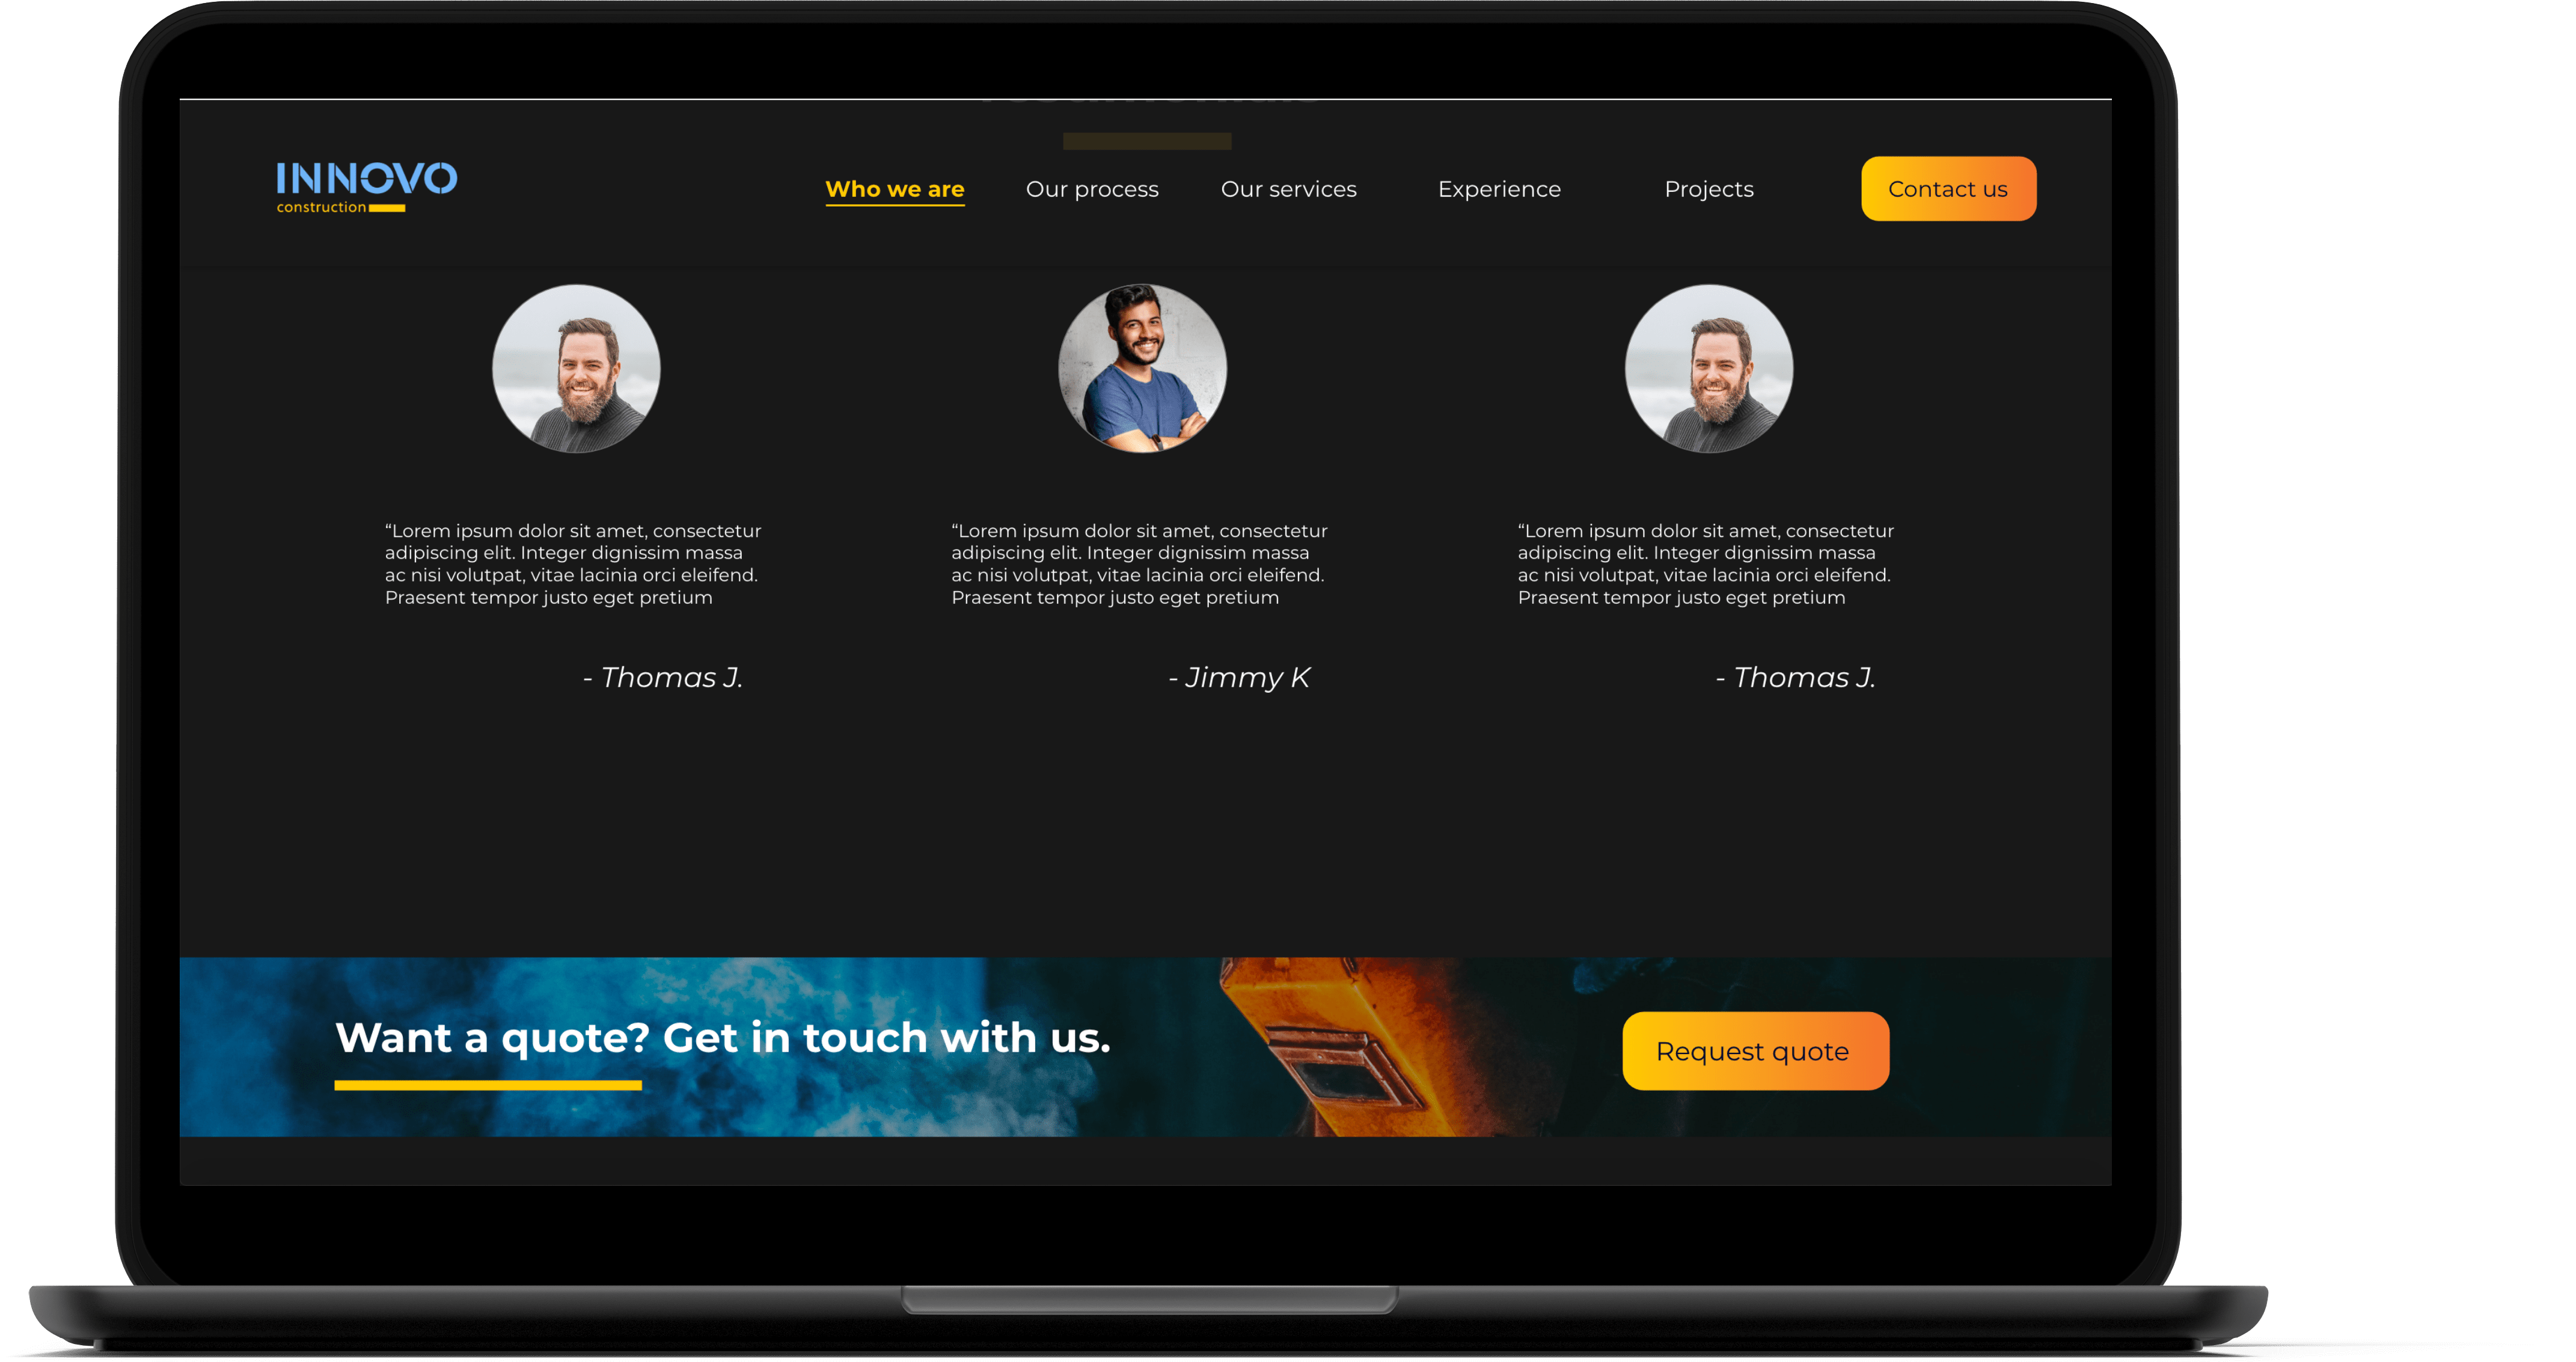 INNOVO
construction
Who we are
Our process
Our services
Experience
Projects
Contact us
“Lorem ipsum dolor sit amet, consectetur
adipiscing elit. Integer dignissim massa
ac nisi volutpat, vitae lacinia orci eleifend.
Praesent tempor justo eget pretium
- Thomas J.
“Lorem ipsum dolor sit amet, consectetur
adipiscing elit. Integer dignissim massa
ac nisi volutpat, vitae lacinia orci eleifend.
Praesent tempor justo eget pretium
- Jimmy K
“Lorem ipsum dolor sit amet, consectetur
adipiscing elit. Integer dignissim massa
ac nisi volutpat, vitae lacinia orci eleifend.
Praesent tempor justo eget pretium
- Thomas J.
Want a quote? Get in touch with us.
Request quote